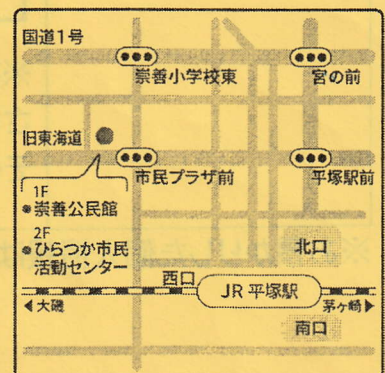 国道1号
崇善小学校東
宮の前
旧東海道
市民プラザ前
平塚駅前
1F
崇善公民館
2F
ひらつか市民
活動センター
北口
西口
JR 平塚駅
大磯
茅ヶ崎
南口